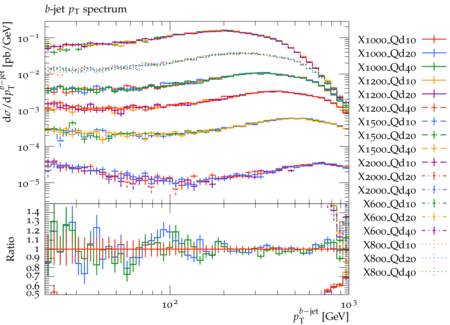 b-jet pT spectrum
dσ/dp_T^{b-jet} [pb/GeV]
10^{-1}
10^{-2}
10^{-3}
10^{-4}
10^{-5}
X1000_Qd10
X1000_Qd20
X1000_Qd40
X1200_Qd10
X1200_Qd20
X1200_Qd40
X1500_Qd10
X1500_Qd20
X1500_Qd40
X2000_Qd10
X2000_Qd20
X2000_Qd40
X600_Qd10
X600_Qd20
X600_Qd40
X800_Qd10
X800_Qd20
X800_Qd40
Ratio
1.4
1.3
1.2
1.1
1.0
0.9
0.8
0.7
0.6
0.5
10^2
10^3
p_T^{b-jet} [GeV]